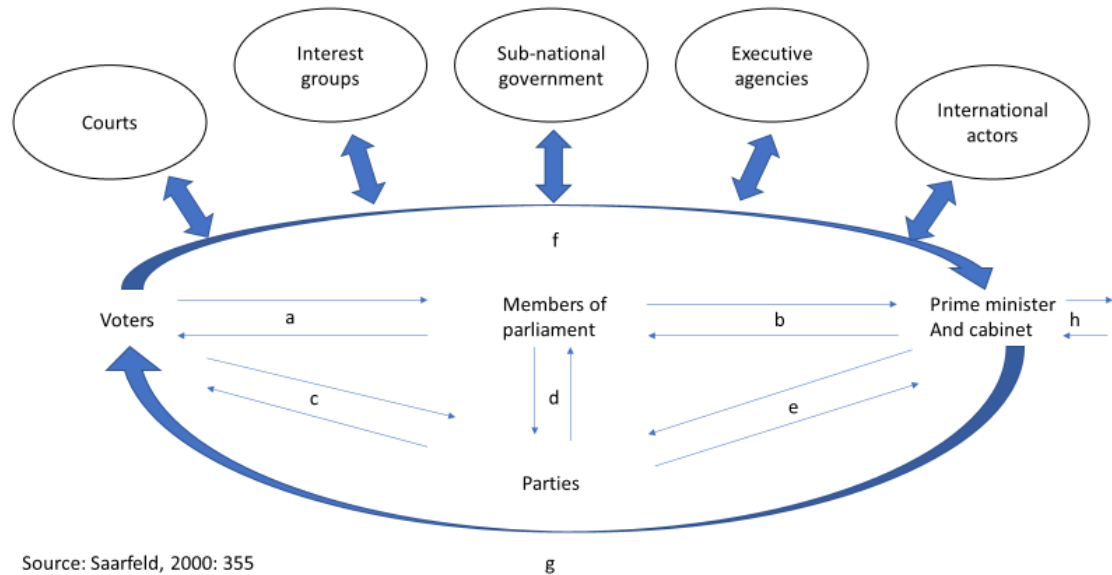 Interest
groups
Sub-national
government
Executive
agencies
Courts
International
actors
f
Voters
a
Members of
parliament
b
Prime minister
And cabinet
h
c
d
e
Parties
Source: Saarfeld, 2000: 355
g